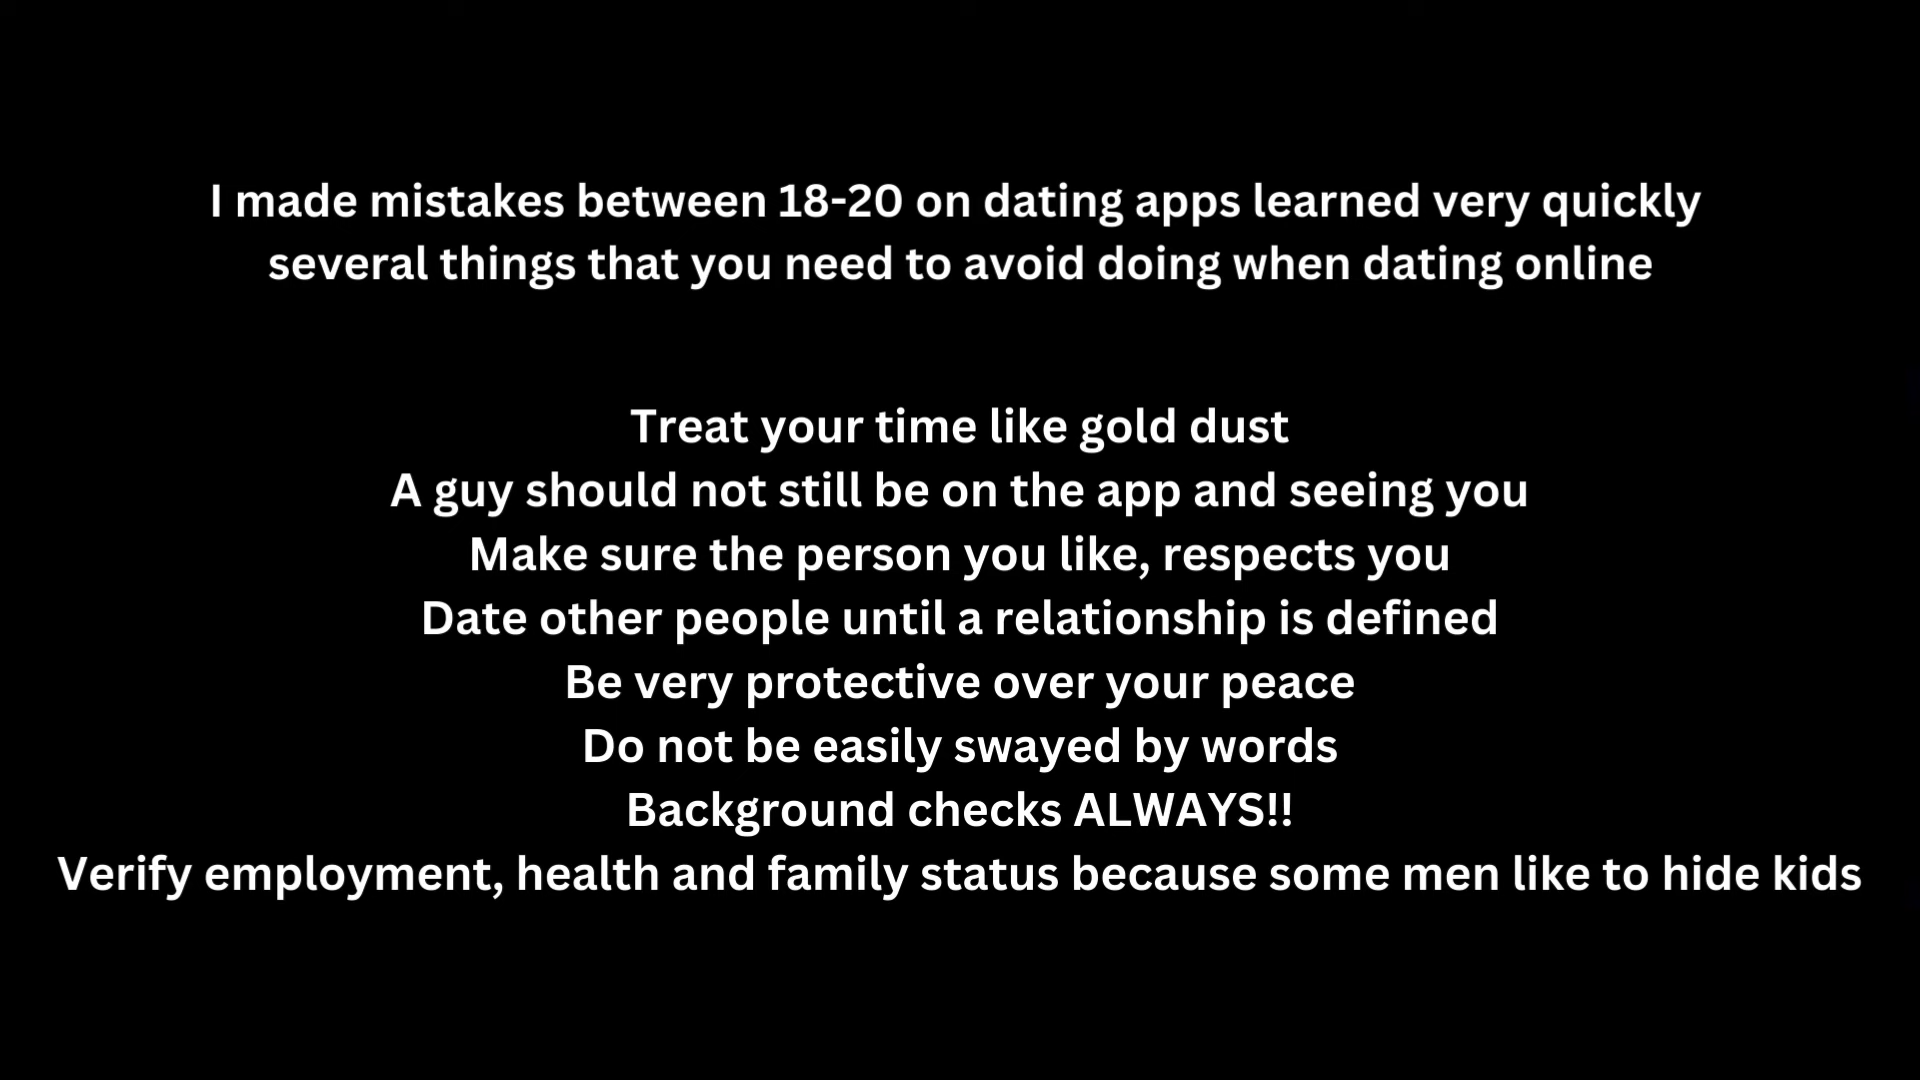 I made mistakes between 18-20 on dating apps learned very quickly
several things that you need to avoid doing when dating online
Treat your time like gold dust
A guy should not still be on the app and seeing you
Make sure the person you like, respects you
Date other people until a relationship is defined
Be very protective over your peace
Do not be easily swayed by words
Background checks ALWAYS!!
Verify employment, health and family status because some men like to hide kids